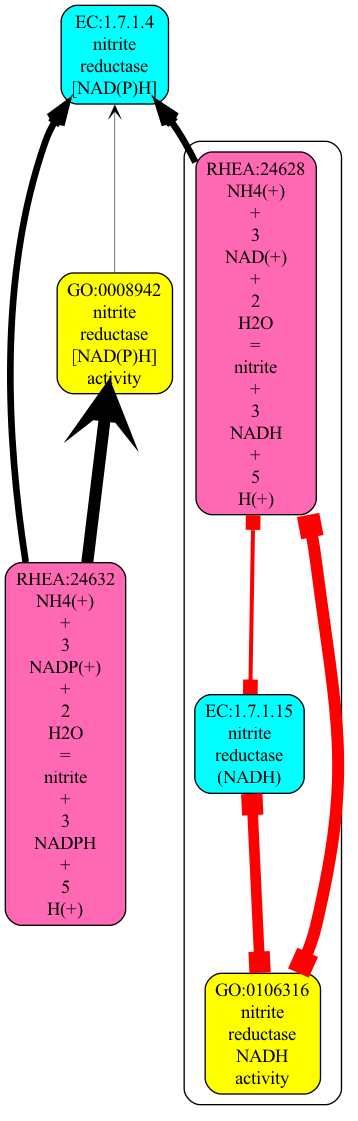 EC:1.7.1.4
nitrite
reductase
[NAD(P)H]
RHEA:24628
NH4(+)
+
3
NAD(+)
+
2
H2O
=
nitrite
+
3
NADH
+
5
H(+)
GO:0008942
nitrite
reductase
[NAD(P)H]
activity
RHEA:24632
NH4(+)
+
3
NADP(+)
+
2
H2O
=
nitrite
+
3
NADPH
+
5
H(+)
EC:1.7.1.15
nitrite
reductase
(NADH)
GO:0106316
nitrite
reductase
NADH
activity